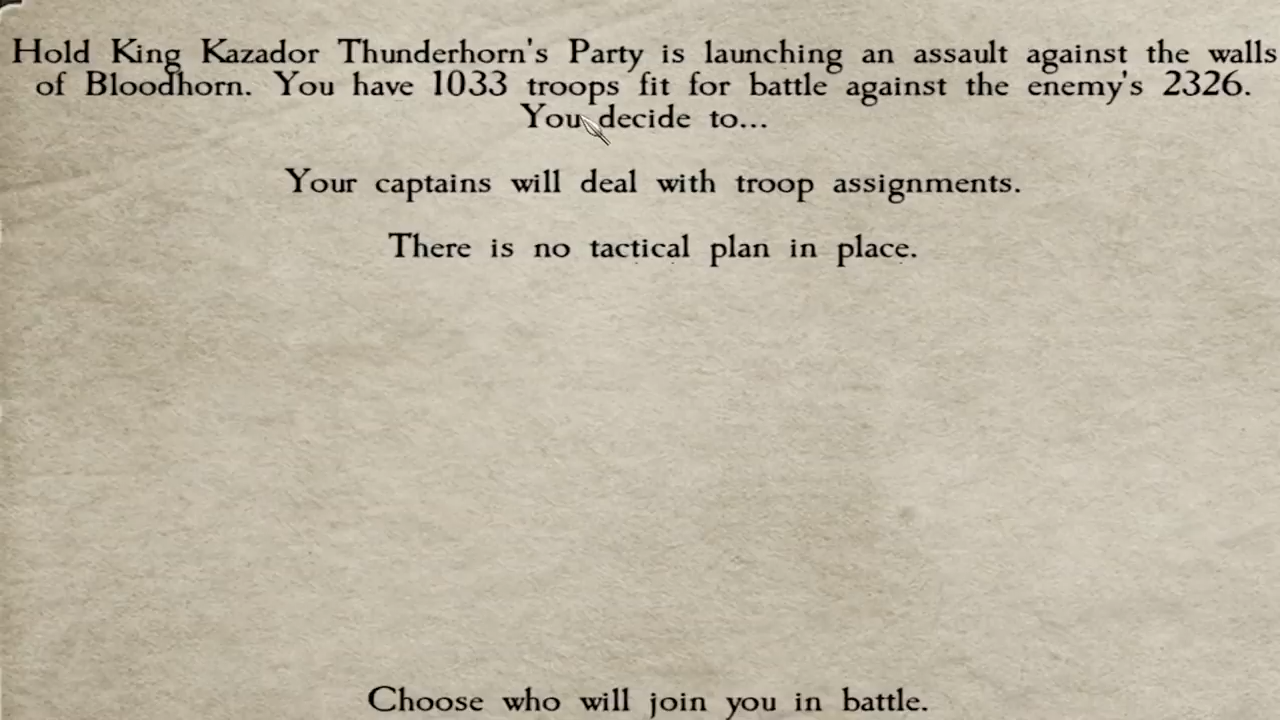 Hold King Kazador Thunderhorn's Party is launching an assault against the walls
of Bloodhorn. You have 1033 troops fit for battle against the enemy's 2326.
You decide to...
Your captains will deal with troop assignments.
There is no tactical plan in place.
Choose who will join you in battle.